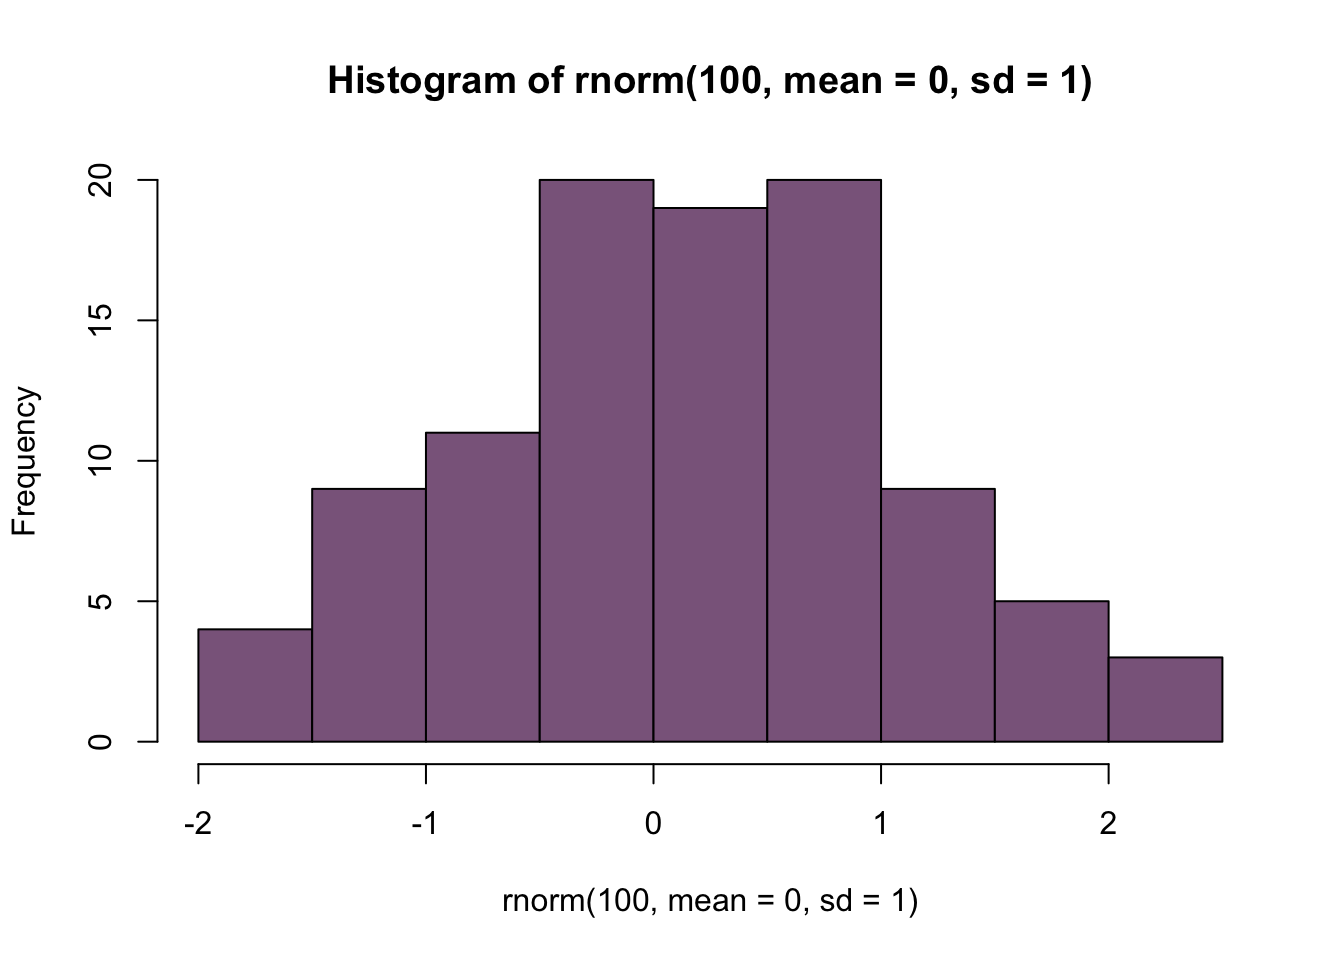 Histogram of rnorm(100, mean = 0, sd = 1)
Frequency
20
15
10
5
0
-2 -1 0 1 2
rnorm(100, mean = 0, sd = 1)